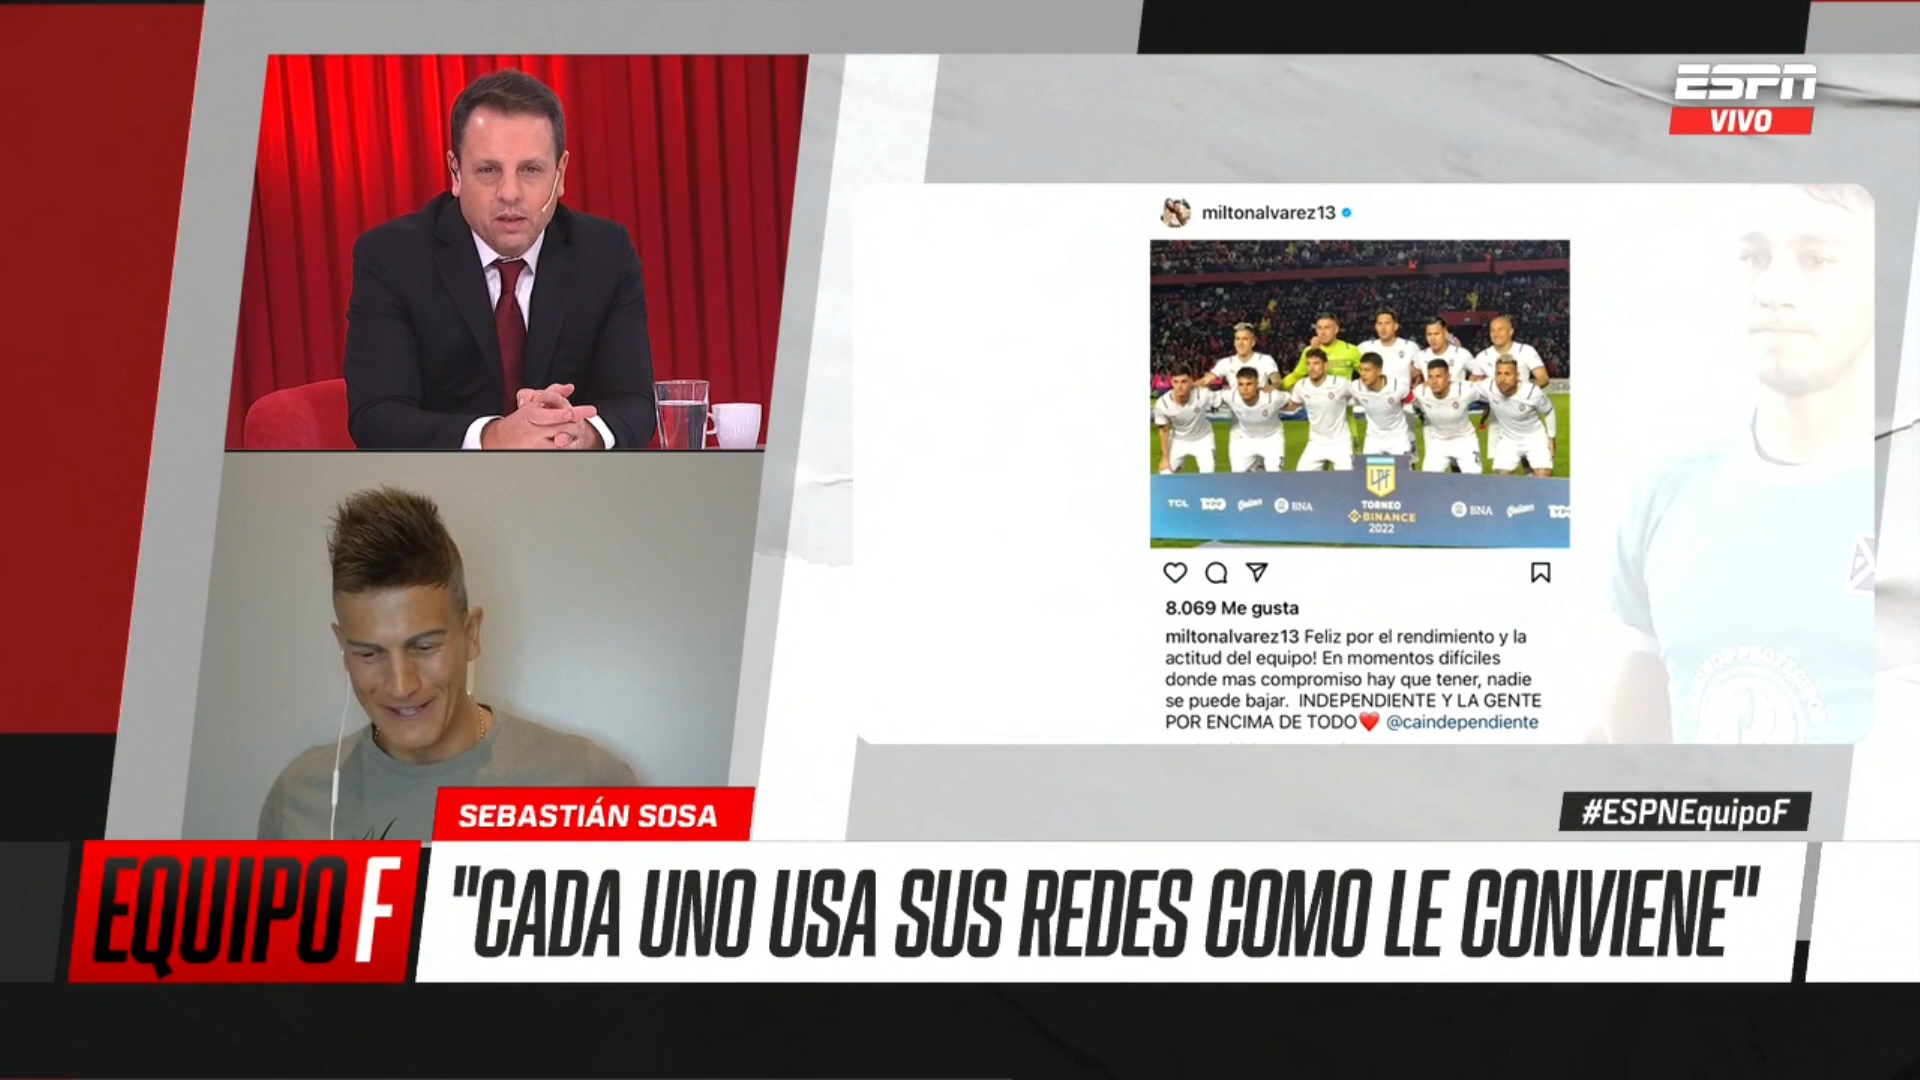 ESPN
VIVO
miltonalvarez13
TCL
BNA
LPF
TORNEO
BINANCE
2022
BNA
Quilmes
8.069 Me gusta
miltonalvarez13 Feliz por el rendimiento y la
actitud del equipo! En momentos difíciles
donde mas compromiso hay que tener, nadie
se puede bajar. INDEPENDIENTE Y LA GENTE
POR ENCIMA DE TODO❤️ @caindependiente
SEBASTIÁN SOSA
#ESPNEquipoF
EQUIPO F
"CADA UNO USA SUS REDES COMO LE CONVIENE"